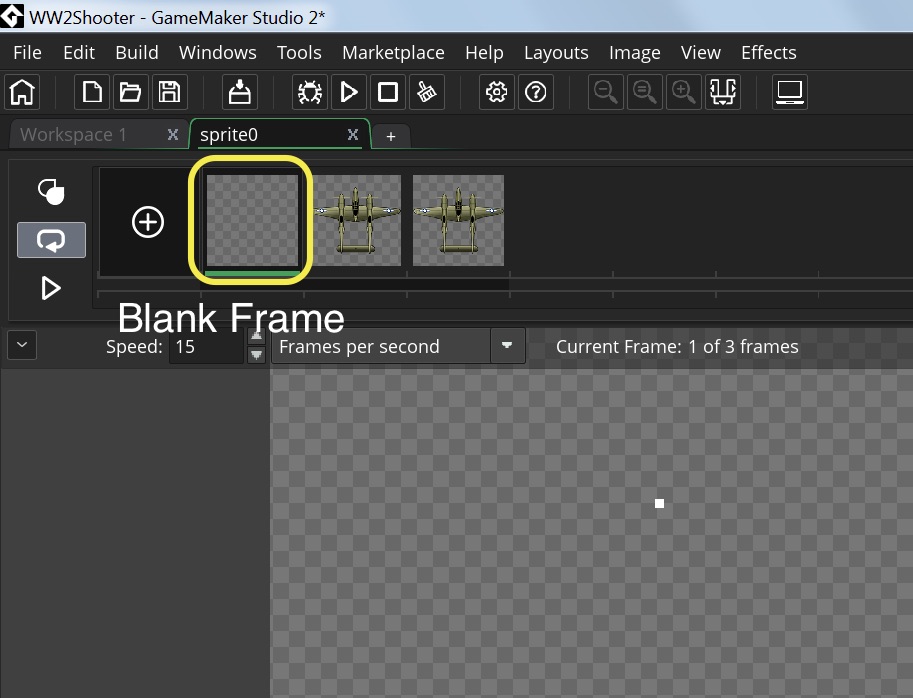 WW2Shooter - GameMaker Studio 2*
File Edit Build Windows Tools Marketplace Help Layouts Image View Effects
Workspace 1 X sprite0 X +
Blank Frame
Speed: 15 Frames per second Current Frame: 1 of 3 frames